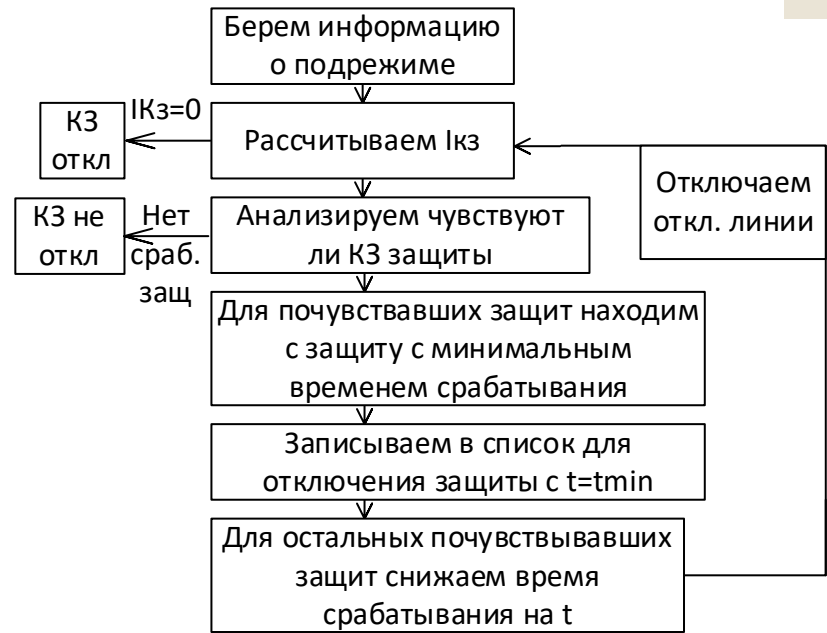 Берем информацию
о подрежиме
IКз=0
КЗ
откл
Рассчитываем Iкз
Отключаем
откл. линии
КЗ не
откл
Нет
сраб.
защ
Анализируем чувствуют
ли КЗ защиты
Для почувствавших защит находим
с защиту с минимальным
временем срабатывания
Записываем в список для
отключения защиты с t=tmin
Для остальных почувствывавших
защит снижаем время
срабатывания на t